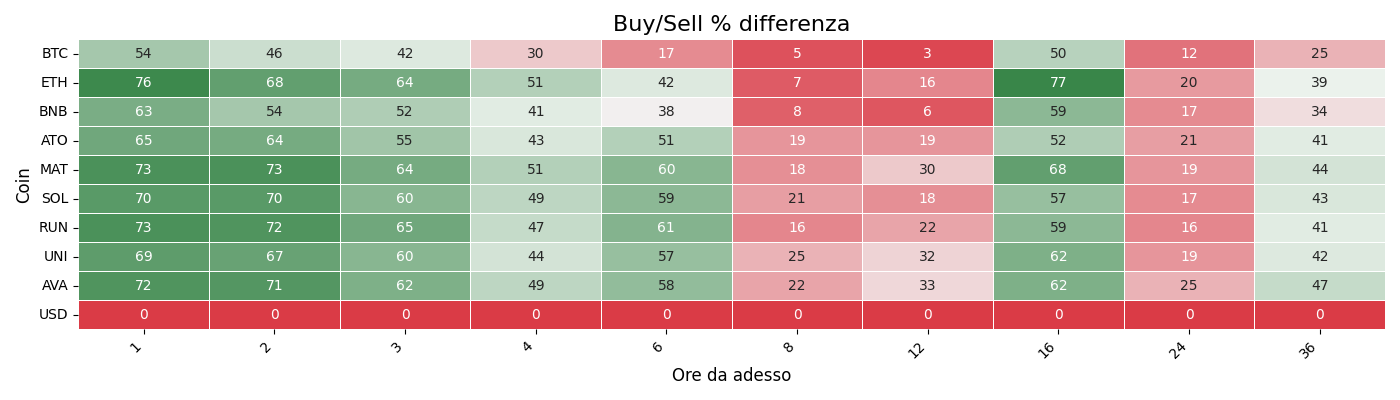 Buy/Sell % differenza
Coin
BTC 54 46 42 30 17 5 3 50 12 25
ETH 76 68 64 51 42 7 16 77 20 39
BNB 63 54 52 41 38 8 6 59 17 34
ATO 65 64 55 43 51 19 19 52 21 41
MAT 73 73 64 51 60 18 30 68 19 44
SOL 70 70 60 49 59 21 18 57 17 43
RUN 73 72 65 47 61 16 22 59 16 41
UNI 69 67 60 44 57 25 32 62 19 42
AVA 72 71 62 49 58 22 33 62 25 47
USD 0 0 0 0 0 0 0 0 0 0
1 2 3 4 6 8 12 16 24 36
Ore da adesso